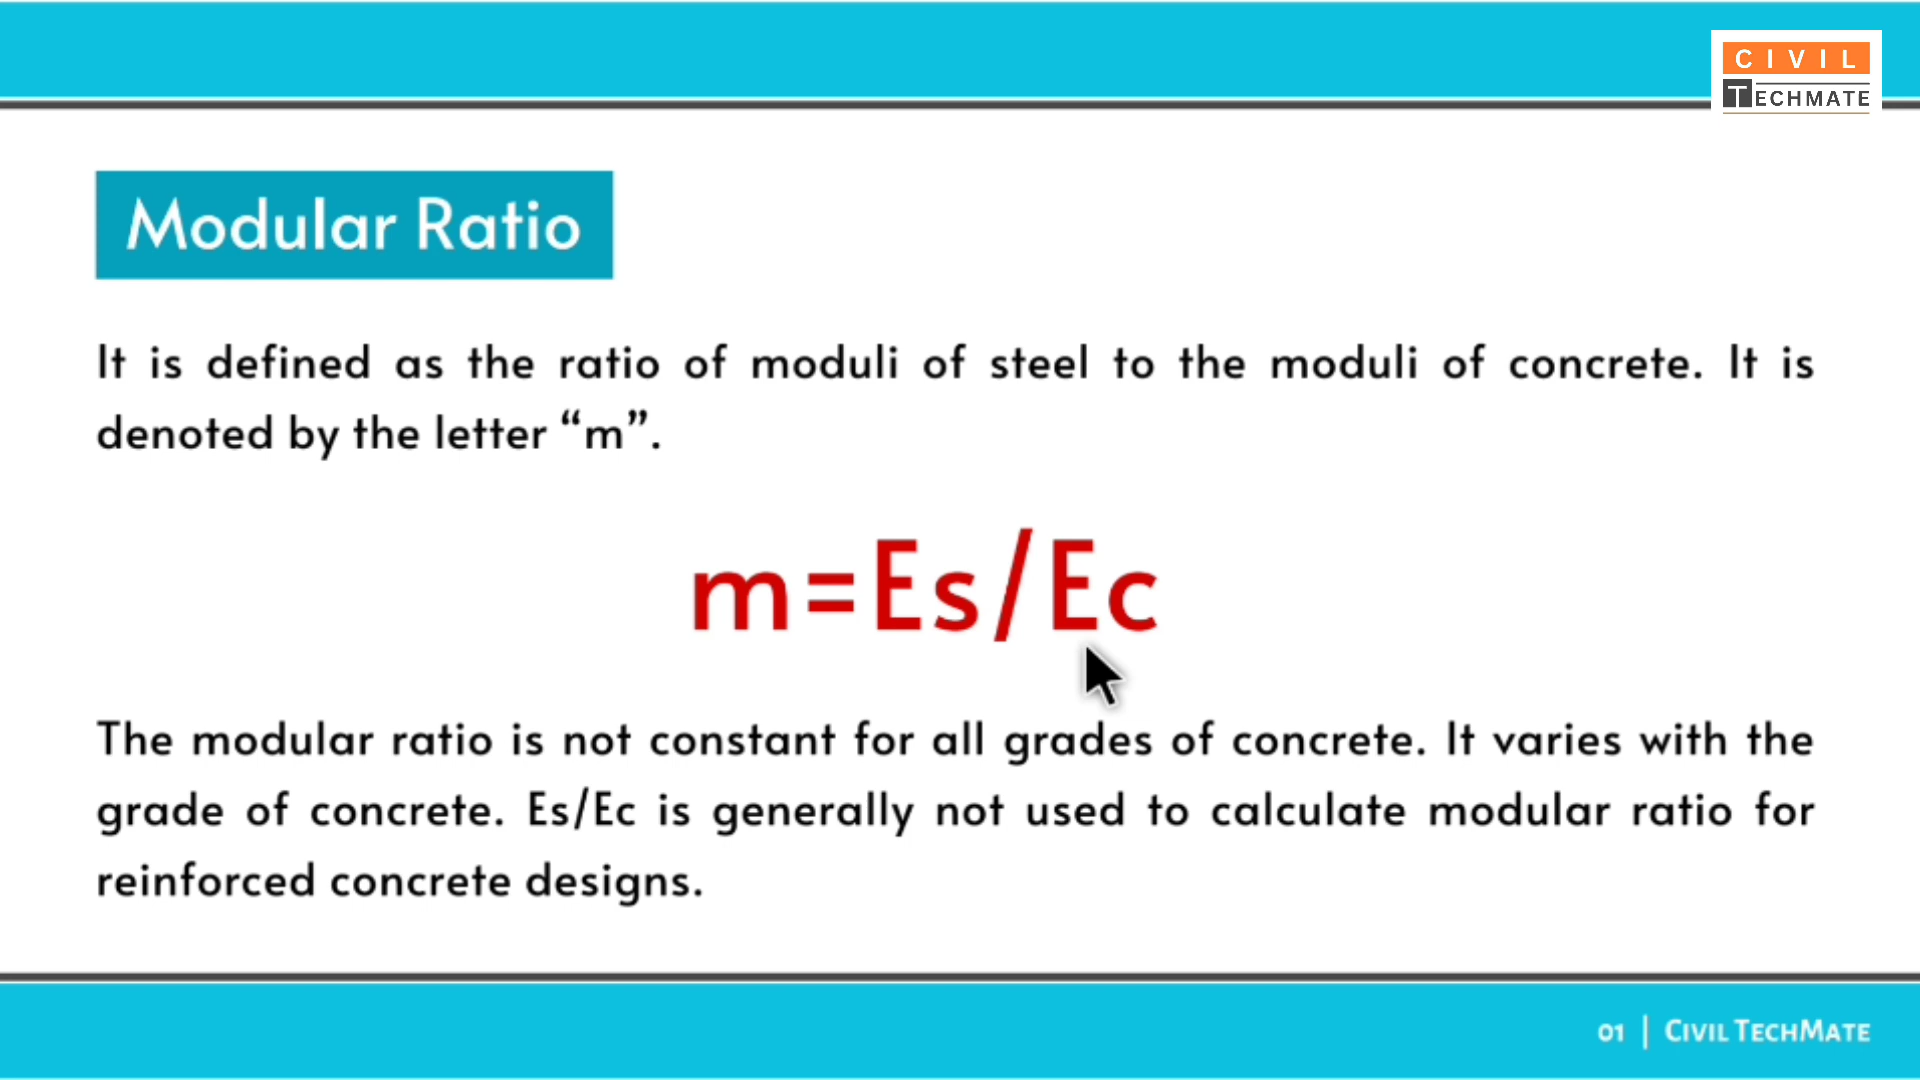 CIVIL
TECHMATE
Modular Ratio
It is defined as the ratio of moduli of steel to the moduli of concrete. It is
denoted by the letter “m”.
m=Es/Ec
The modular ratio is not constant for all grades of concrete. It varies with the
grade of concrete. Es/Ec is generally not used to calculate modular ratio for
reinforced concrete designs.
01 | CIVIL TECHMATE